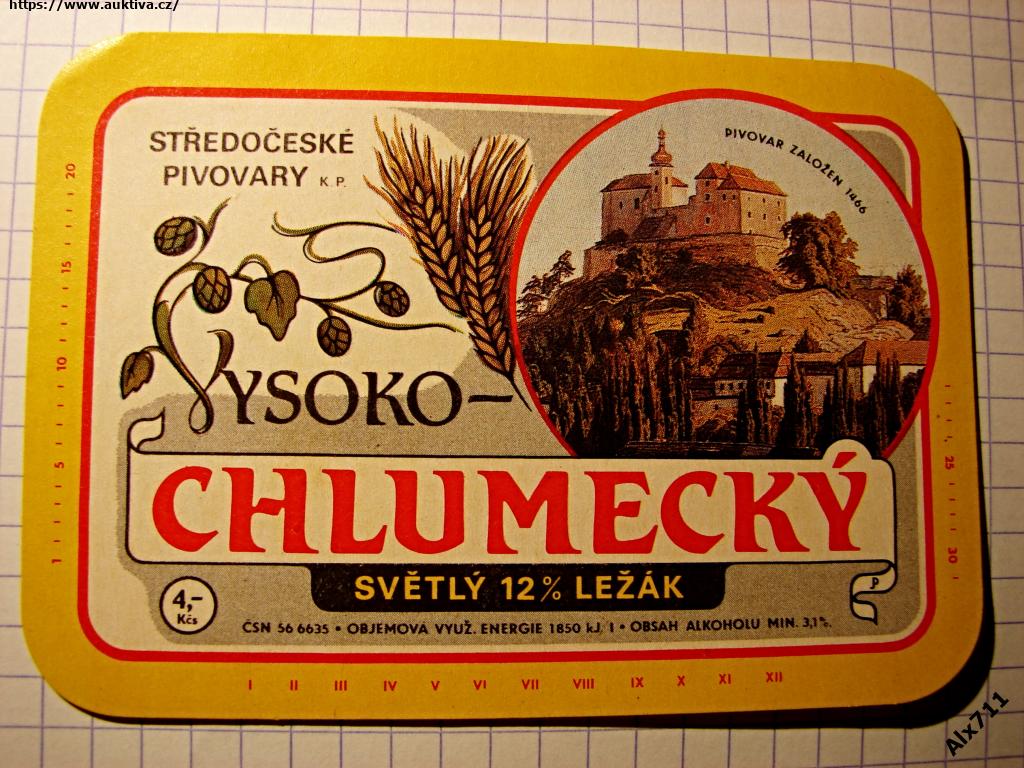 https://www.auktiva.cz/
STŘEDOČESKÉ
PIVOVARY K.P.
PIVOVAR ZALOŽEN 1466
VYSOKO-
CHLUMECKÝ
SVĚTLÝ 12% LEŽÁK
4,-
Kčs
ČSN 56 6635 • OBJEMOVÁ VYUŽ. ENERGIE 1850 kJ l • OBSAH ALKOHOLU MIN. 3,1%.
P
1 5 10 15 20
25 30
I II III IV V VI VII VIII IX X XI XII
Alx711